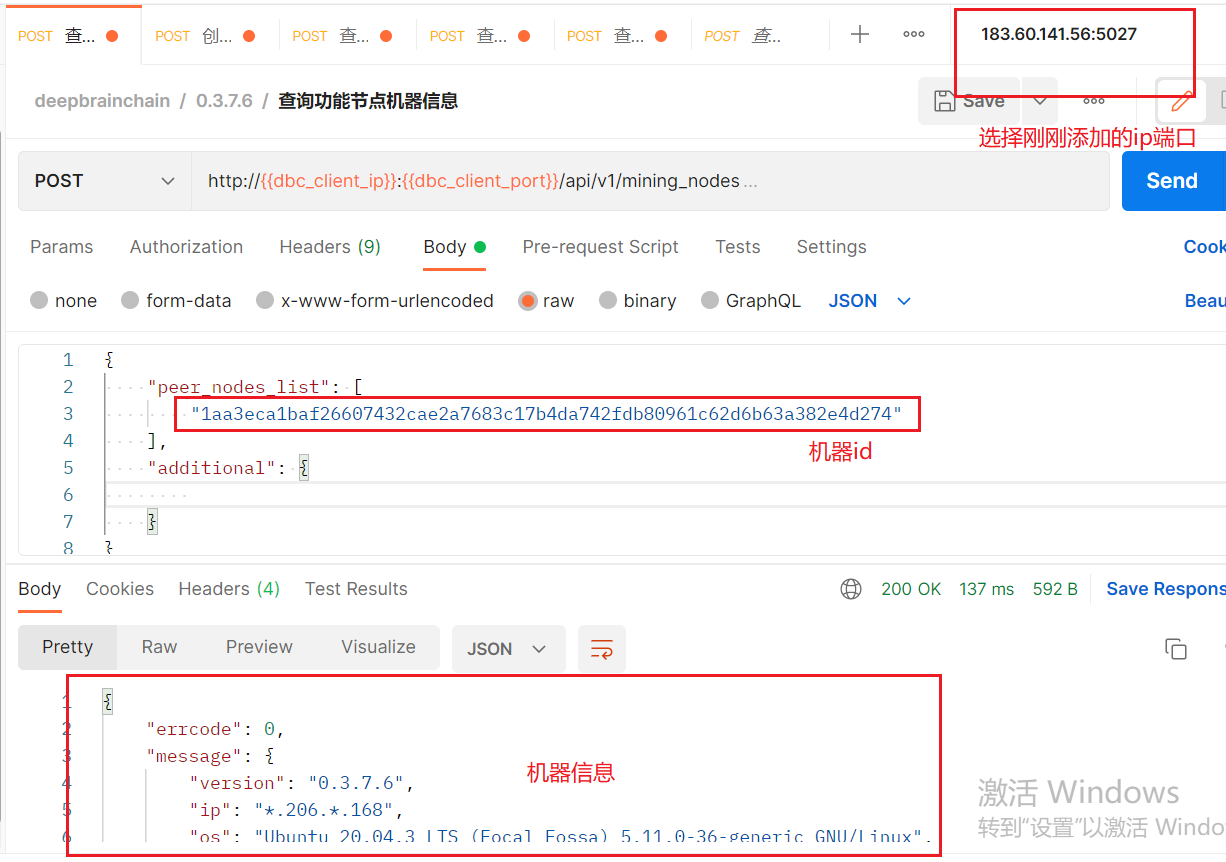 POST 查... POST 创... POST 查... POST 查... POST 查... POST 查... 183.60.141.56:5027
deepbrainchain / 0.3.7.6 / 查询功能节点机器信息 Save
选择刚刚添加的ip端口
POST http://{{dbc_client_ip}}:{{dbc_client_port}}/api/v1/mining_nodes ... Send
Params Authorization Headers (9) Body Pre-request Script Tests Settings Cook
none form-data x-www-form-urlencoded raw binary GraphQL JSON Beau
1 {
2 "peer_nodes_list": [
3 "1aa3eca1baf26607432cae2a7683c17b4da742fdb80961c62d6b63a382e4d274"
4 ],
机器id
5 "additional": {
6
7 }
8 }
Body Cookies Headers (4) Test Results 200 OK 137 ms 592 B Save Respons
Pretty Raw Preview Visualize JSON
1 {
2 "errcode": 0,
3 "message": {
机器信息
4 "version": "0.3.7.6",
5 "ip": "*.206.*.168",
6 "os": "Ubuntu 20.04.3 LTS (Focal Fossa) 5.11.0-36-generic GNU/Linux",
激活 Windows
转到“设置”以激活 Windo